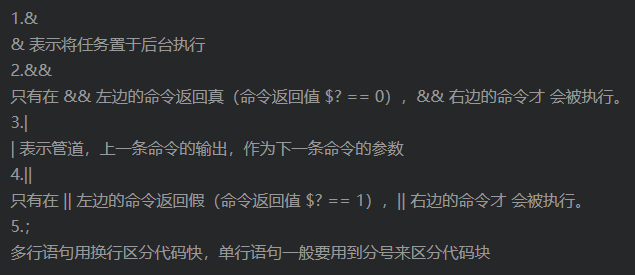 1.&
& 表示将任务置于后台执行
2.&&
只有在 && 左边的命令返回真（命令返回值 $? == 0），&& 右边的命令才 会被执行。
3.|
| 表示管道，上一条命令的输出，作为下一条命令的参数
4.||
只有在 || 左边的命令返回假（命令返回值 $? == 1），|| 右边的命令才 会被执行。
5.；
多行语句用换行区分代码快，单行语句一般要用到分号来区分代码块